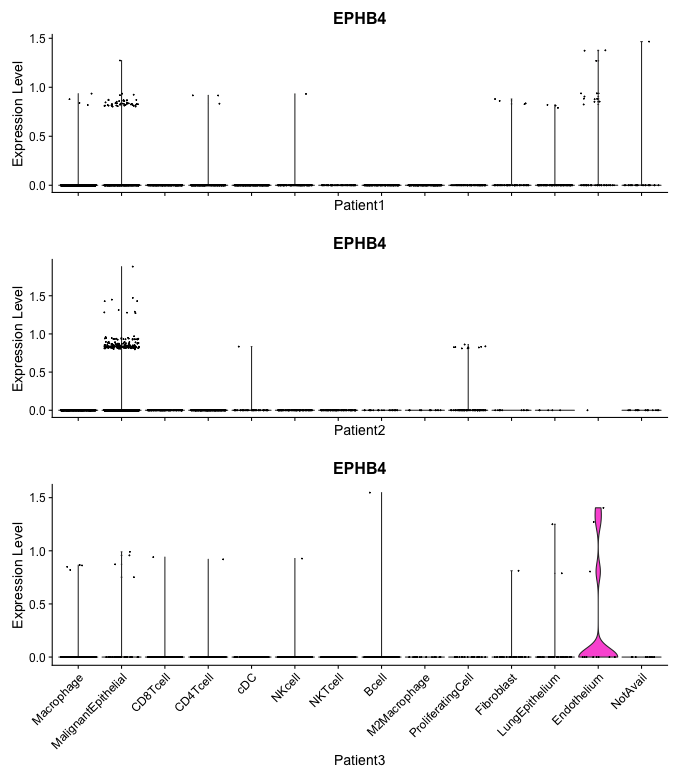 EPHB4
Expression Level
1.5
1.0
0.5
0.0
Patient1
EPHB4
Expression Level
1.5
1.0
0.5
0.0
Patient2
EPHB4
Expression Level
1.5
1.0
0.5
0.0
Macrophage
MalignantEpithelial
CD8Tcell
CD4Tcell
cDC
NKcell
NKTcell
Bcell
M2Macrophage
ProliferatingCell
Fibroblast
LungEpithelium
Endothelium
NotAvail
Patient3